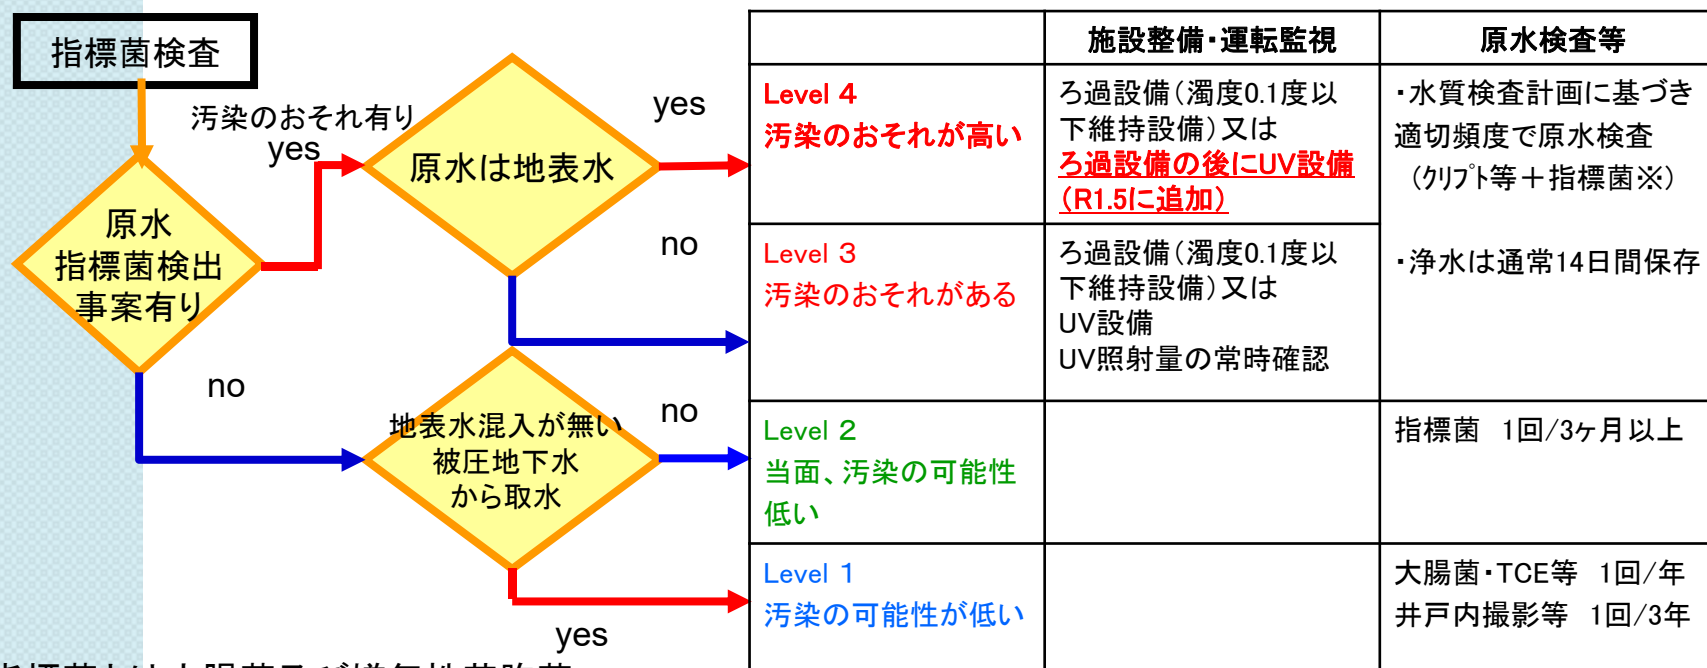 指標菌検査
汚染のおそれ有り
yes
原水
指標菌検出
事案有り
no
原水は地表水
yes
no
地表水混入が無い
被圧地下水
から取水
no
yes
施設整備・運転監視
原水検査等
Level 4
汚染のおそれが高い
ろ過設備（濁度0.1度以
下維持設備）又は
ろ過設備の後にUV設備
（R1.5に追加）
・水質検査計画に基づき
適切頻度で原水検査
（ｸﾘﾌﾟﾄ等＋指標菌※）
・浄水は通常14日間保存
Level 3
汚染のおそれがある
ろ過設備（濁度0.1度以
下維持設備）又は
UV設備
UV照射量の常時確認
Level 2
当面、汚染の可能性
低い
指標菌 1回/3ヶ月以上
Level 1
汚染の可能性が低い
大腸菌・TCE等 1回/年
井戸内撮影等 1回/3年